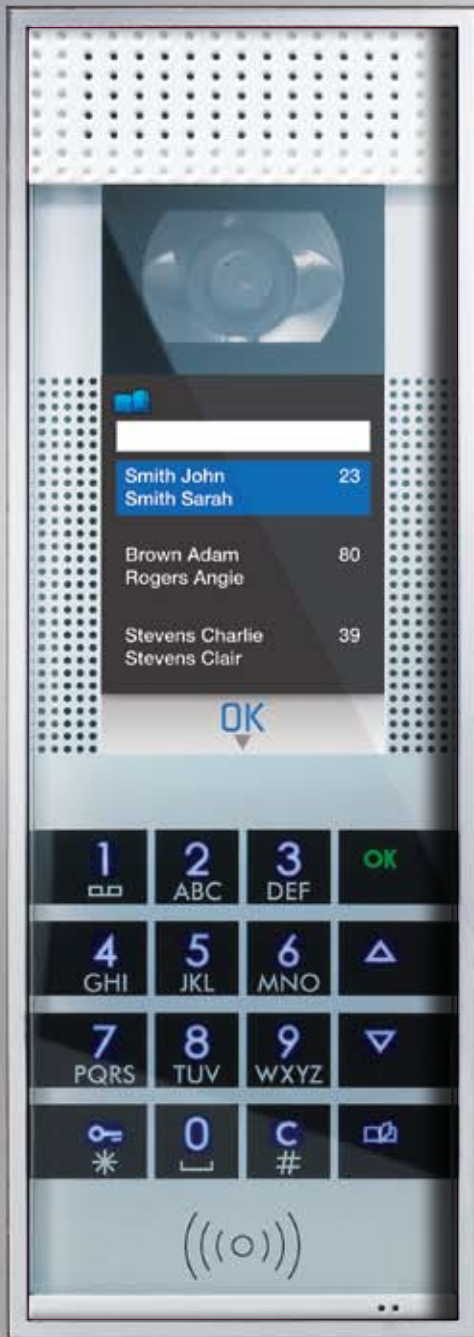 Smith John 23
Smith Sarah
Brown Adam 80
Rogers Angie
Stevens Charlie 39
Stevens Clair
OK
1 2 3 OK
ABC DEF
4 5 6
GHI JKL MNO
7 8 9
PQRS TUV WXYZ
0 C
* #